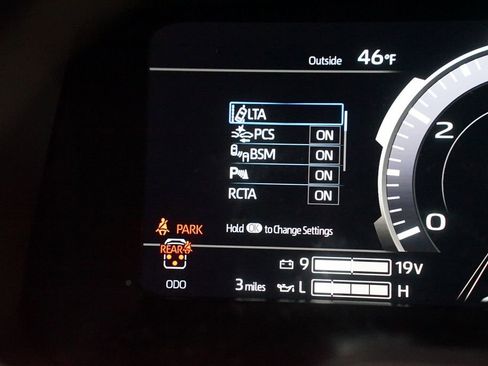 Outside 46°F
LTA
PCS ON
BSM ON
P ON
RCTA ON
PARK Hold OK to Change Settings
REAR
9 19V
ODO 3 miles L H
2
0